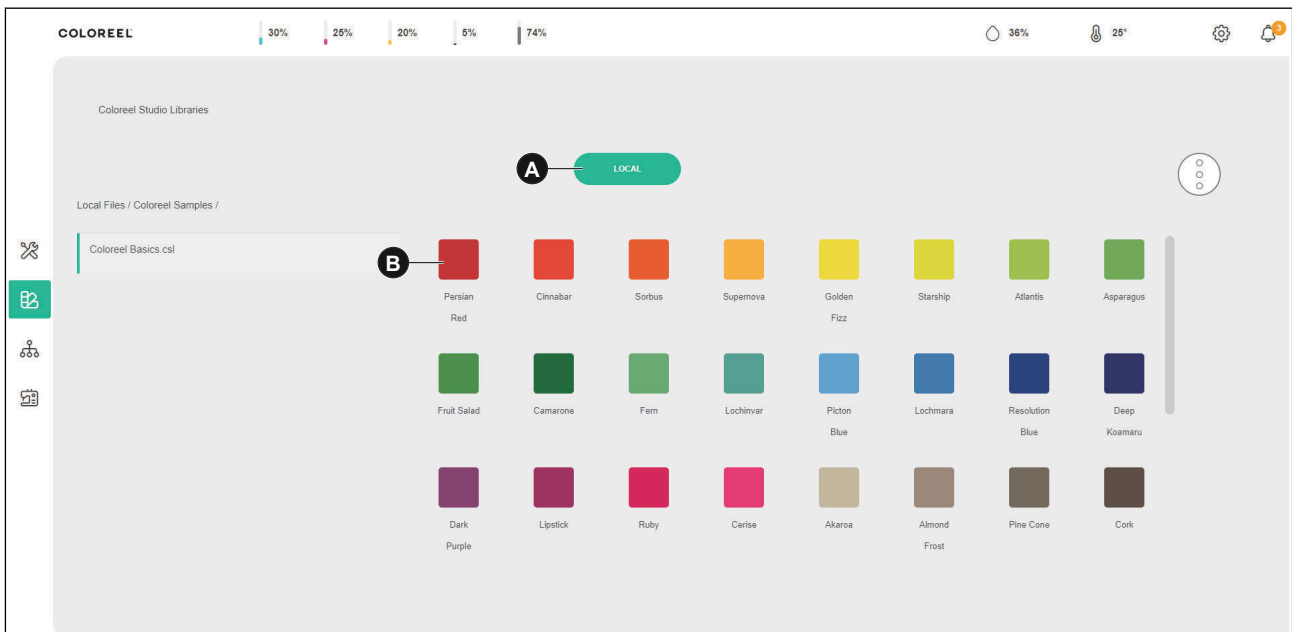 COLOREEL 30% 25% 20% 5% 74% 36% 25° 3
Coloreel Studio Libraries
A LOCAL
Local Files / Coloreel Samples /
Coloreel Basics.csl
B
Persian Cinnabar Sorbus Supernova Golden Starship Atlantis Asparagus
Red Fizz
Fruit Salad Camarone Fern Lochinvar Picton Lochmara Resolution Deep
Blue Blue Koamaru
Dark Lipstick Ruby Cerise Akaroa Almond Pine Cone Cork
Purple Frost